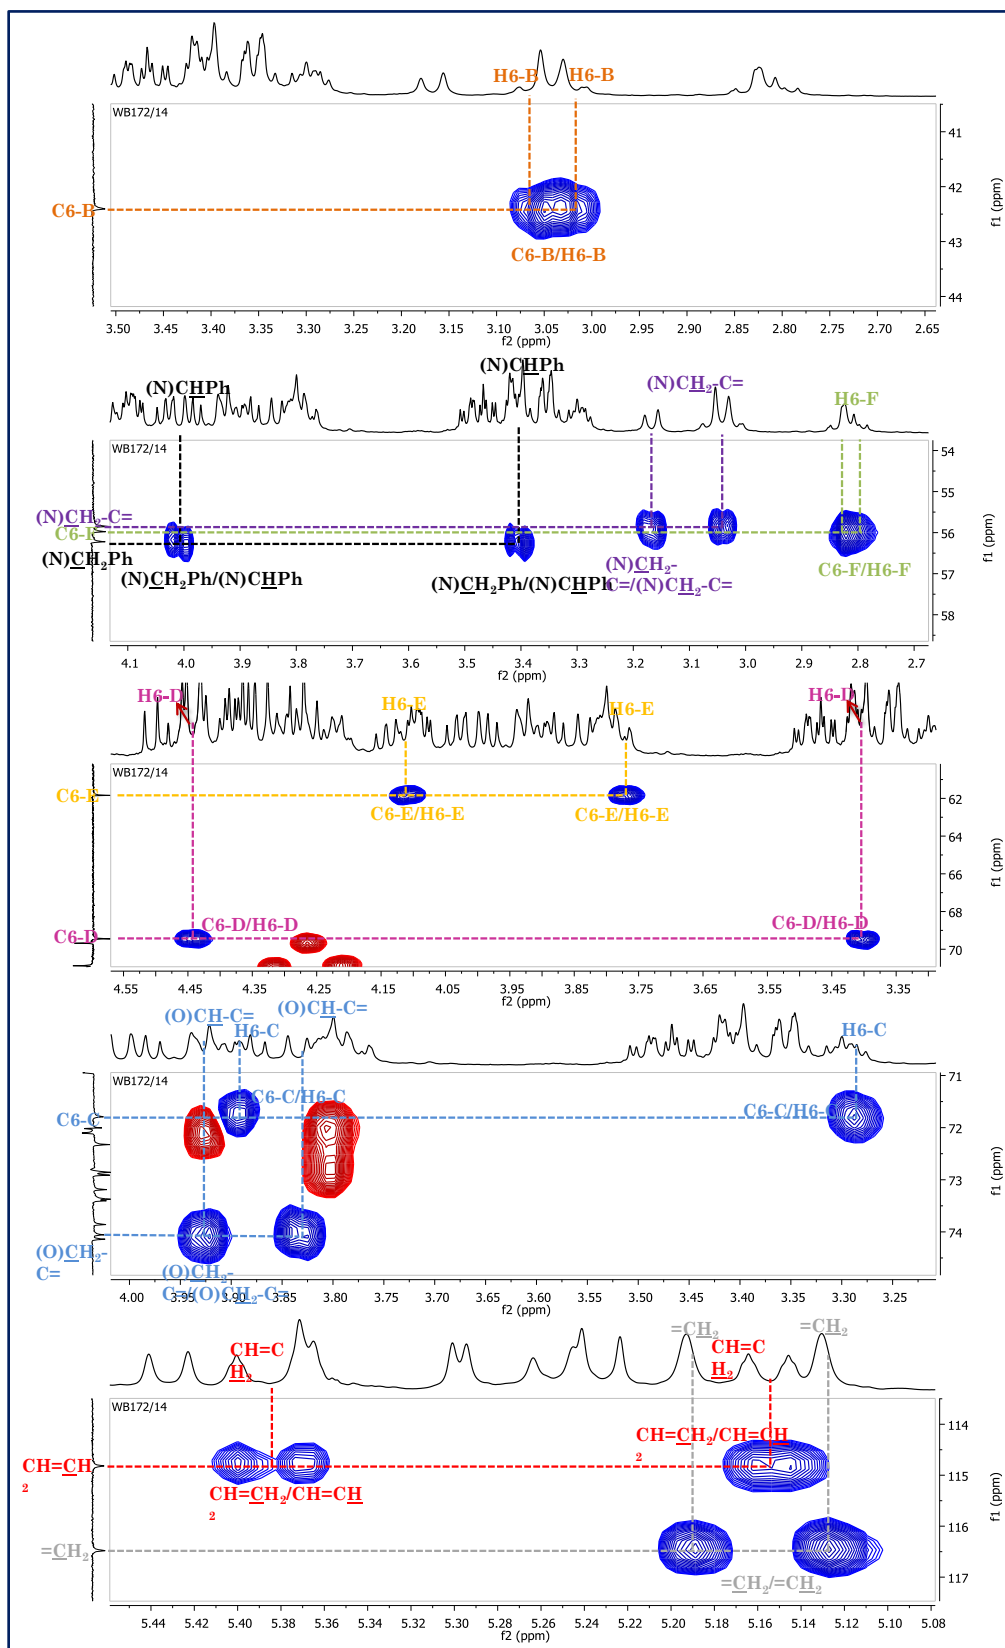 H6-B H6-B
WB172/14
41
C6-B
42
43
C6-B/H6-B
44
f1 (ppm)
3.50 3.45 3.40 3.35 3.30 3.25 3.20 3.15 3.10 3.05 3.00 2.95 2.90 2.85 2.80 2.75 2.70 2.65
f2 (ppm)
(N)CHPh (N)CHPh (N)CH₂-C= H6-F
WB172/14
54
55
(N)CH₂-C=
C6-F
56
(N)CH₂Ph
57
58
(N)CH₂Ph/(N)CHPh (N)CH₂Ph/(N)CHPh
(N)CH₂-
C=/(N)CH₂-C=
C6-F/H6-F
f1 (ppm)
4.1 4.0 3.9 3.8 3.7 3.6 3.5 3.4 3.3 3.2 3.1 3.0 2.9 2.8 2.7
f2 (ppm)
H6-D H6-E H6-E H6-D
WB172/14
C6-E
62
C6-E/H6-E C6-E/H6-E
64
66
68
C6-D/H6-D C6-D/H6-D
C6-D
70
f1 (ppm)
4.55 4.45 4.35 4.25 4.15 4.05 3.95 3.85 3.75 3.65 3.55 3.45 3.35
f2 (ppm)
(O)CH-C= (O)CH-C=
H6-C H6-C
WB172/14
71
C6-C/H6-C C6-C/H6-C
C6-C
72
73
74
(O)CH₂-
C=
(O)CH₂-
C=/(O)CH₂-C=
f1 (ppm)
4.00 3.95 3.90 3.85 3.80 3.75 3.70 3.65 3.60 3.55 3.50 3.45 3.40 3.35 3.30 3.25
f2 (ppm)
=CH₂ =CH₂
CH=C
H₂
CH=C
H₂
WB172/14
114
CH=CH₂/CH=CH
2
CH=CH
2
115
CH=CH₂/CH=CH
2
116
=CH₂
117
=CH₂/=CH₂
f1 (ppm)
5.44 5.42 5.40 5.38 5.36 5.34 5.32 5.30 5.28 5.26 5.24 5.22 5.20 5.18 5.16 5.14 5.12 5.10 5.08
f2 (ppm)